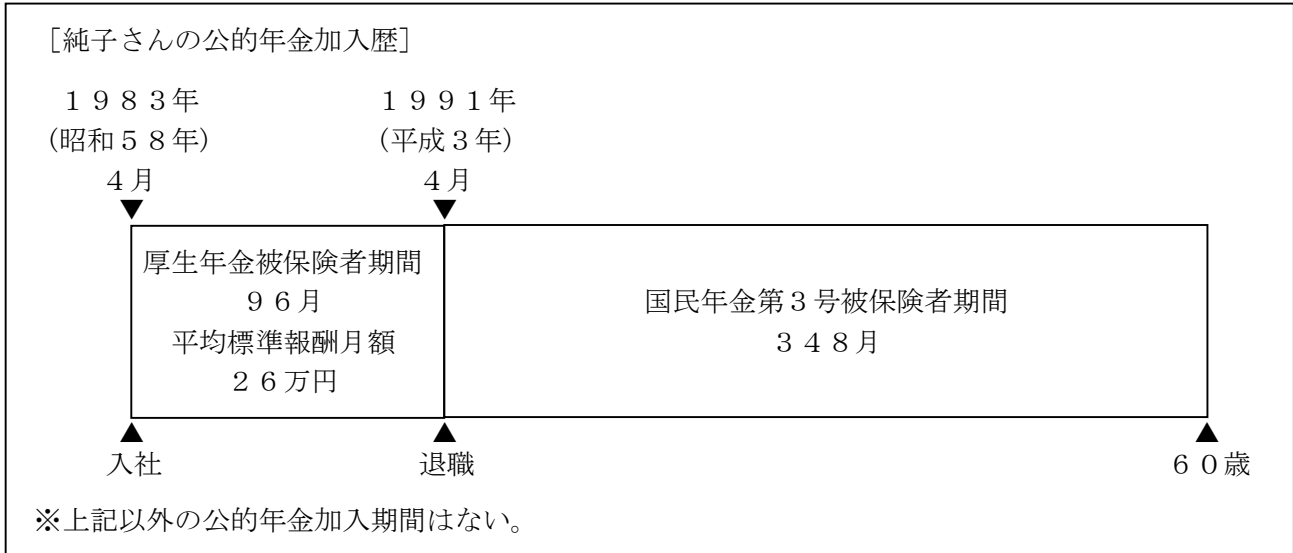 ［純子さんの公的年金加入歴］
１９８３年 １９９１年
（昭和５８年） （平成３年）
４月 ４月
▼ ▼
厚生年金被保険者期間
９６月
平均標準報酬月額
２６万円
国民年金第３号被保険者期間
３４８月
▲ ▲ ▲
入社 退職 ６０歳
※上記以外の公的年金加入期間はない。